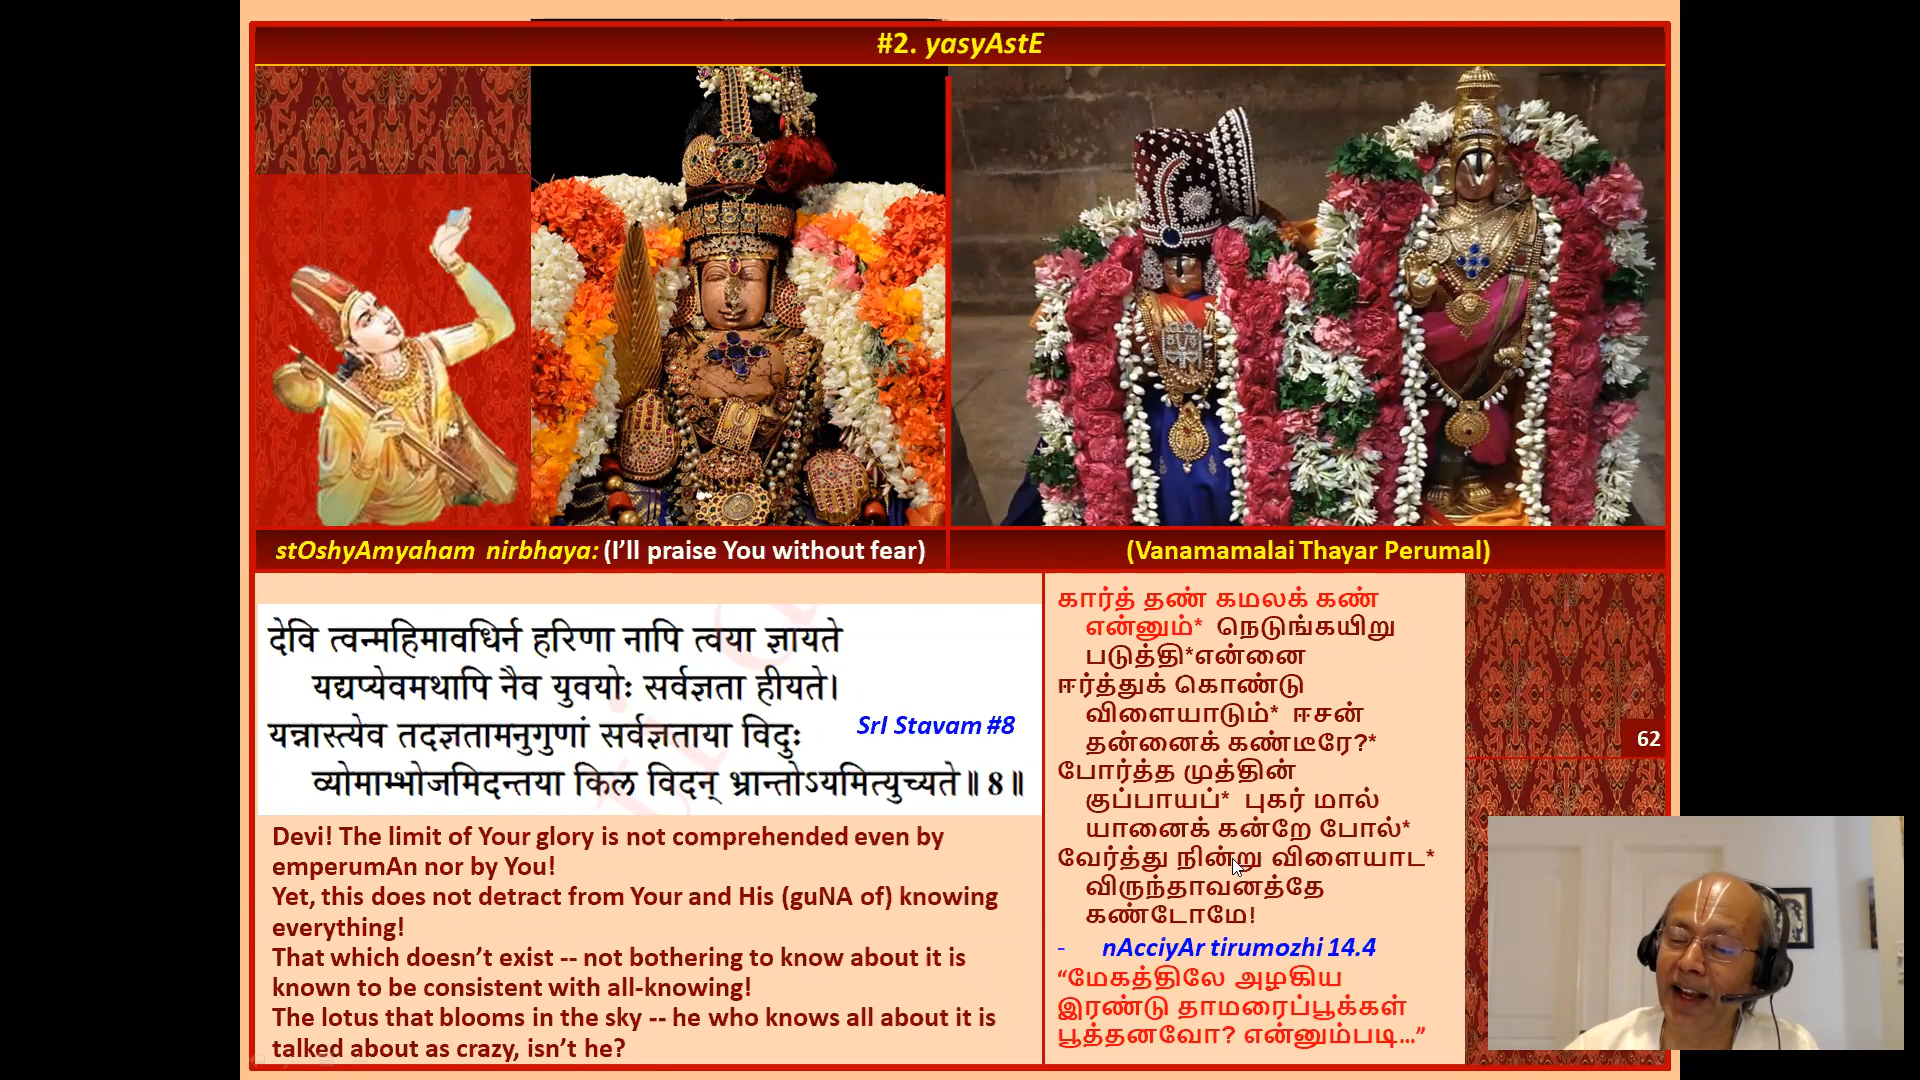 #2. yasyAstE
stOshyAmyaham nirbhaya: (I’ll praise You without fear)
(Vanamamalai Thayar Perumal)
देवि त्वन्महिमावधिर्न हरिणा नापि त्वया ज्ञायते
यद्यप्येवमथापि नैव युवयोः सर्वज्ञता हीयते।
यन्नास्त्येव तदज्ञतामनुगुणां सर्वज्ञताया विदुः
व्योमाम्भोजमिदन्तया किल विदन् भ्रान्तोऽयमित्युच्यते॥8॥
SrI Stavam #8
Devi! The limit of Your glory is not comprehended even by
emperumAn nor by You!
Yet, this does not detract from Your and His (guNA of) knowing
everything!
That which doesn’t exist -- not bothering to know about it is
known to be consistent with all-knowing!
The lotus that blooms in the sky -- he who knows all about it is
talked about as crazy, isn’t he?
கார்த் தண் கமலக் கண்
என்னும்* நெடுங்கயிறு
படுத்தி*என்னை
ஈர்த்துக் கொண்டு
விளையாடும்* ஈசன்
தன்னைக் கண்டீரே?*
போர்த்த முத்தின்
குப்பாயப்* புகர் மால்
யானைக் கன்றே போல்*
வேர்த்து நின்று விளையாட*
விருந்தாவனத்தே
கண்டோமே!
- nAcciyAr tirumozhi 14.4
“மேகத்திலே அழகிய
இரண்டு தாமரைப்பூக்கள்
பூத்தனவோ? என்னும்படி...”
62